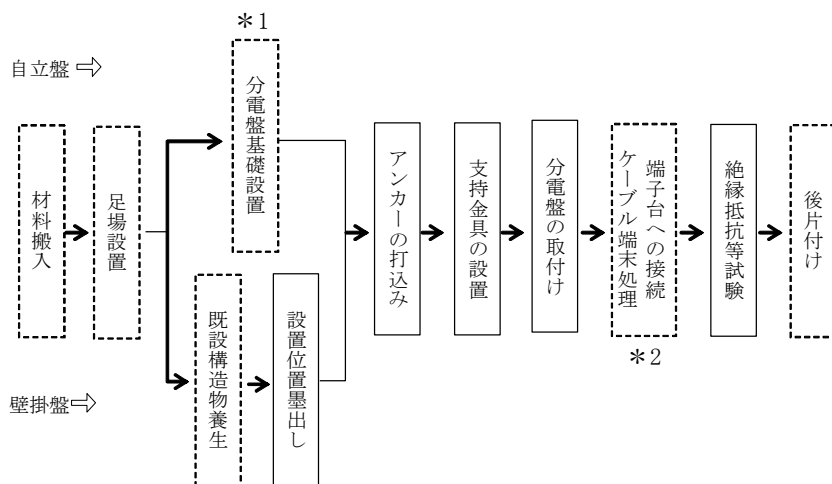 ＊1
自立盤
材料搬入
足場設置
分電盤基礎設置
既設構造物養生
設置位置墨出し
壁掛盤
アンカーの打込み
支持金具の設置
分電盤の取付け
端子台への接続
ケーブル端末処理
＊2
絶縁抵抗等試験
後片付け